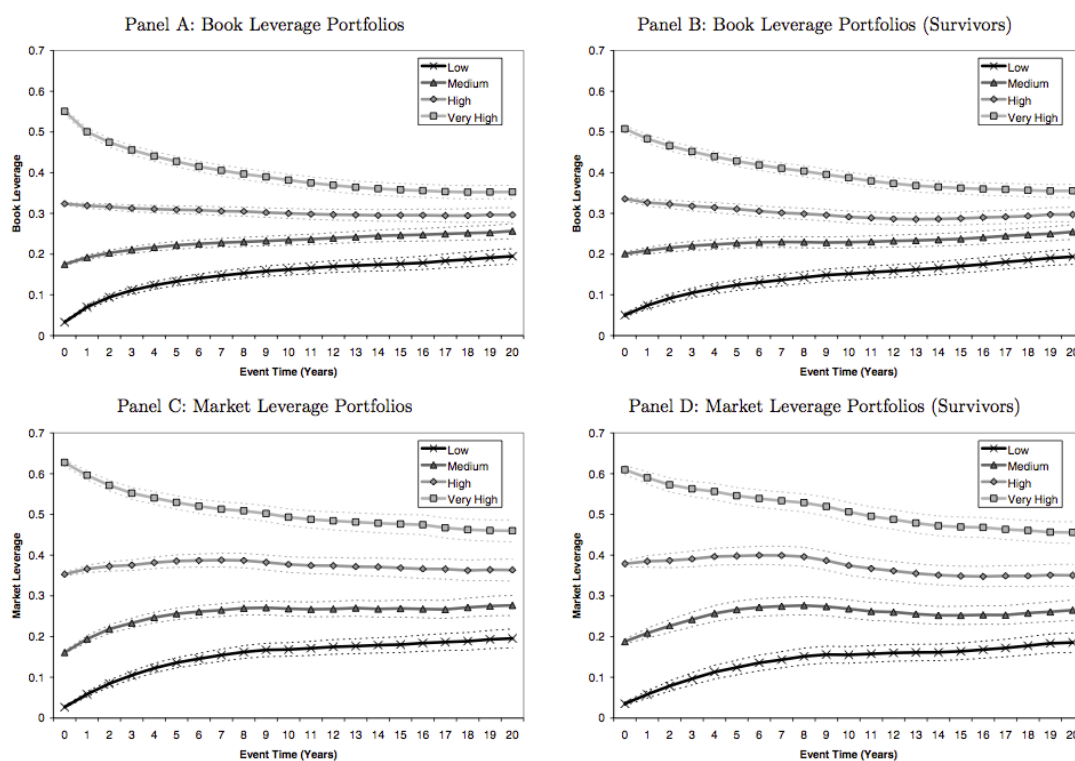 Panel A: Book Leverage Portfolios
0.7
0.6
0.5
0.4
0.3
0.2
0.1
0
Book Leverage
Low
Medium
High
Very High
0 1 2 3 4 5 6 7 8 9 10 11 12 13 14 15 16 17 18 19 20
Event Time (Years)
Panel B: Book Leverage Portfolios (Survivors)
0.7
0.6
0.5
0.4
0.3
0.2
0.1
0
Book Leverage
Low
Medium
High
Very High
0 1 2 3 4 5 6 7 8 9 10 11 12 13 14 15 16 17 18 19 20
Event Time (Years)
Panel C: Market Leverage Portfolios
0.7
0.6
0.5
0.4
0.3
0.2
0.1
0
Market Leverage
Low
Medium
High
Very High
0 1 2 3 4 5 6 7 8 9 10 11 12 13 14 15 16 17 18 19 20
Event Time (Years)
Panel D: Market Leverage Portfolios (Survivors)
0.7
0.6
0.5
0.4
0.3
0.2
0.1
0
Market Leverage
Low
Medium
High
Very High
0 1 2 3 4 5 6 7 8 9 10 11 12 13 14 15 16 17 18 19 20
Event Time (Years)